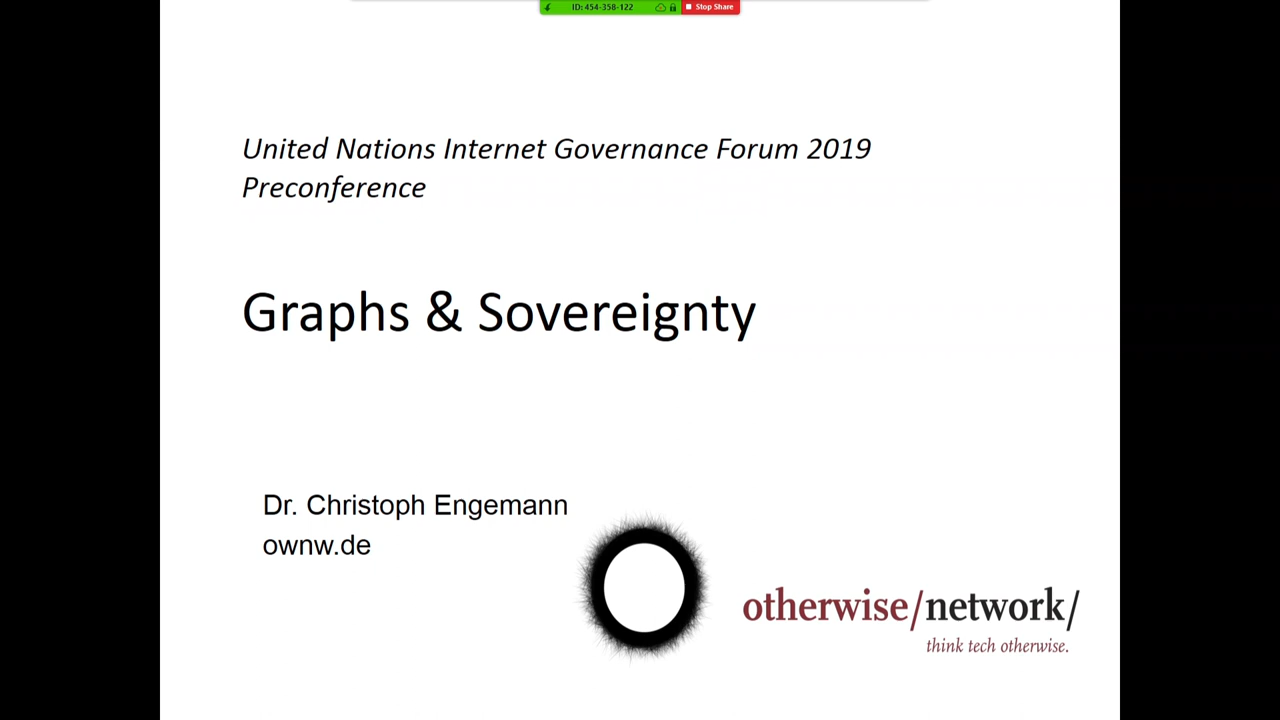 ID: 454-358-122 Stop Share
United Nations Internet Governance Forum 2019
Preconference
Graphs & Sovereignty
Dr. Christoph Engemann
ownw.de
otherwise/network/
think tech otherwise.